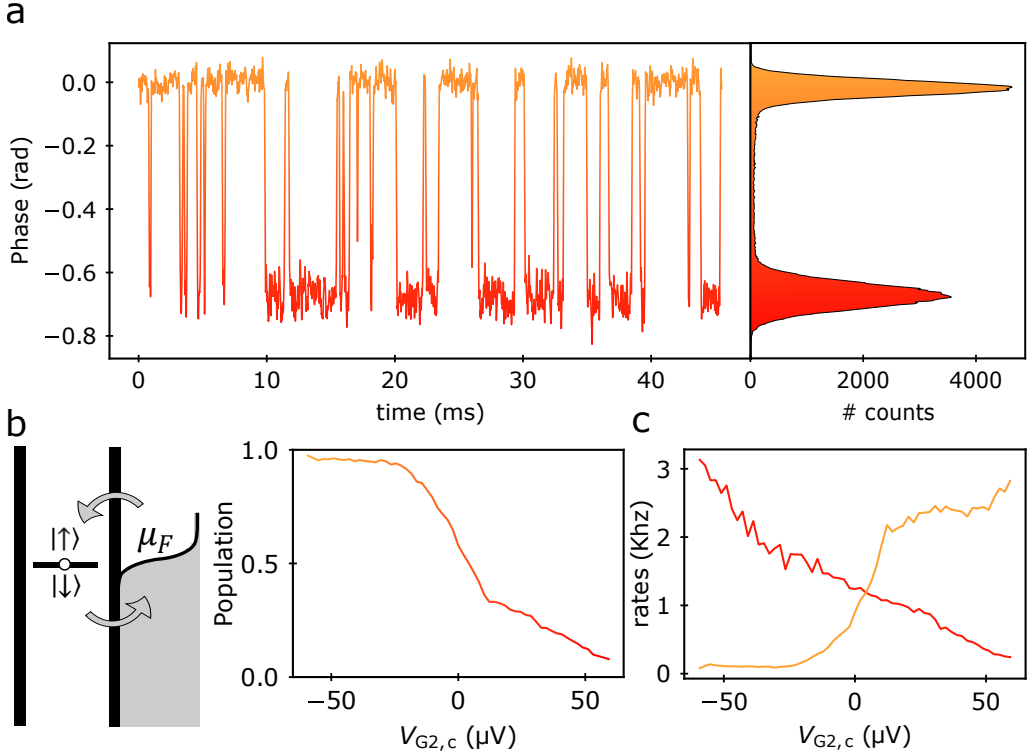 a
Phase (rad)
0.0
−0.2
−0.4
−0.6
−0.8
0 10 20 30 40
time (ms)
0 2000 4000
# counts
b
|↑⟩
|↓⟩
μF
Population
1.0
0.5
0.0
−50 0 50
VG2, c (μV)
c
rates (Khz)
3
2
1
0
−50 0 50
VG2, c (μV)